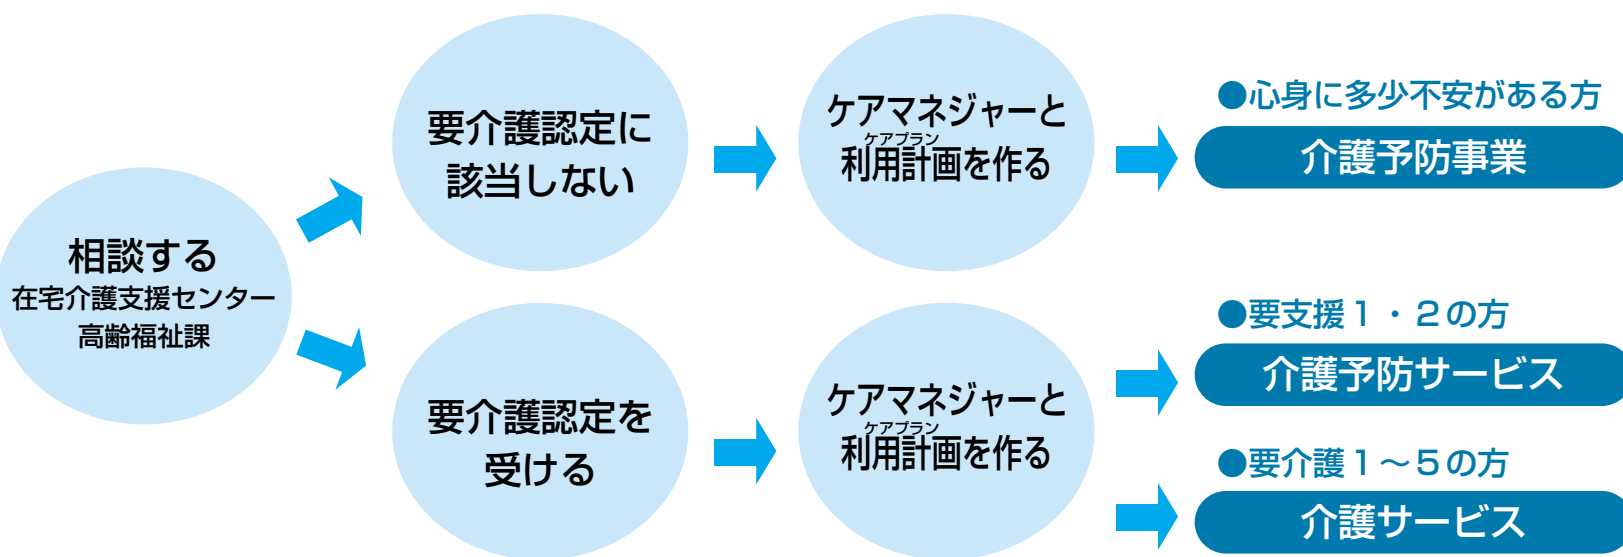 相談する
在宅介護支援センター
高齢福祉課
要介護認定に
該当しない
ケアマネジャーと
ケアプラン
利用計画を作る
●心身に多少不安がある方
介護予防事業
要介護認定を
受ける
ケアマネジャーと
ケアプラン
利用計画を作る
●要支援１・２の方
介護予防サービス
●要介護１～５の方
介護サービス